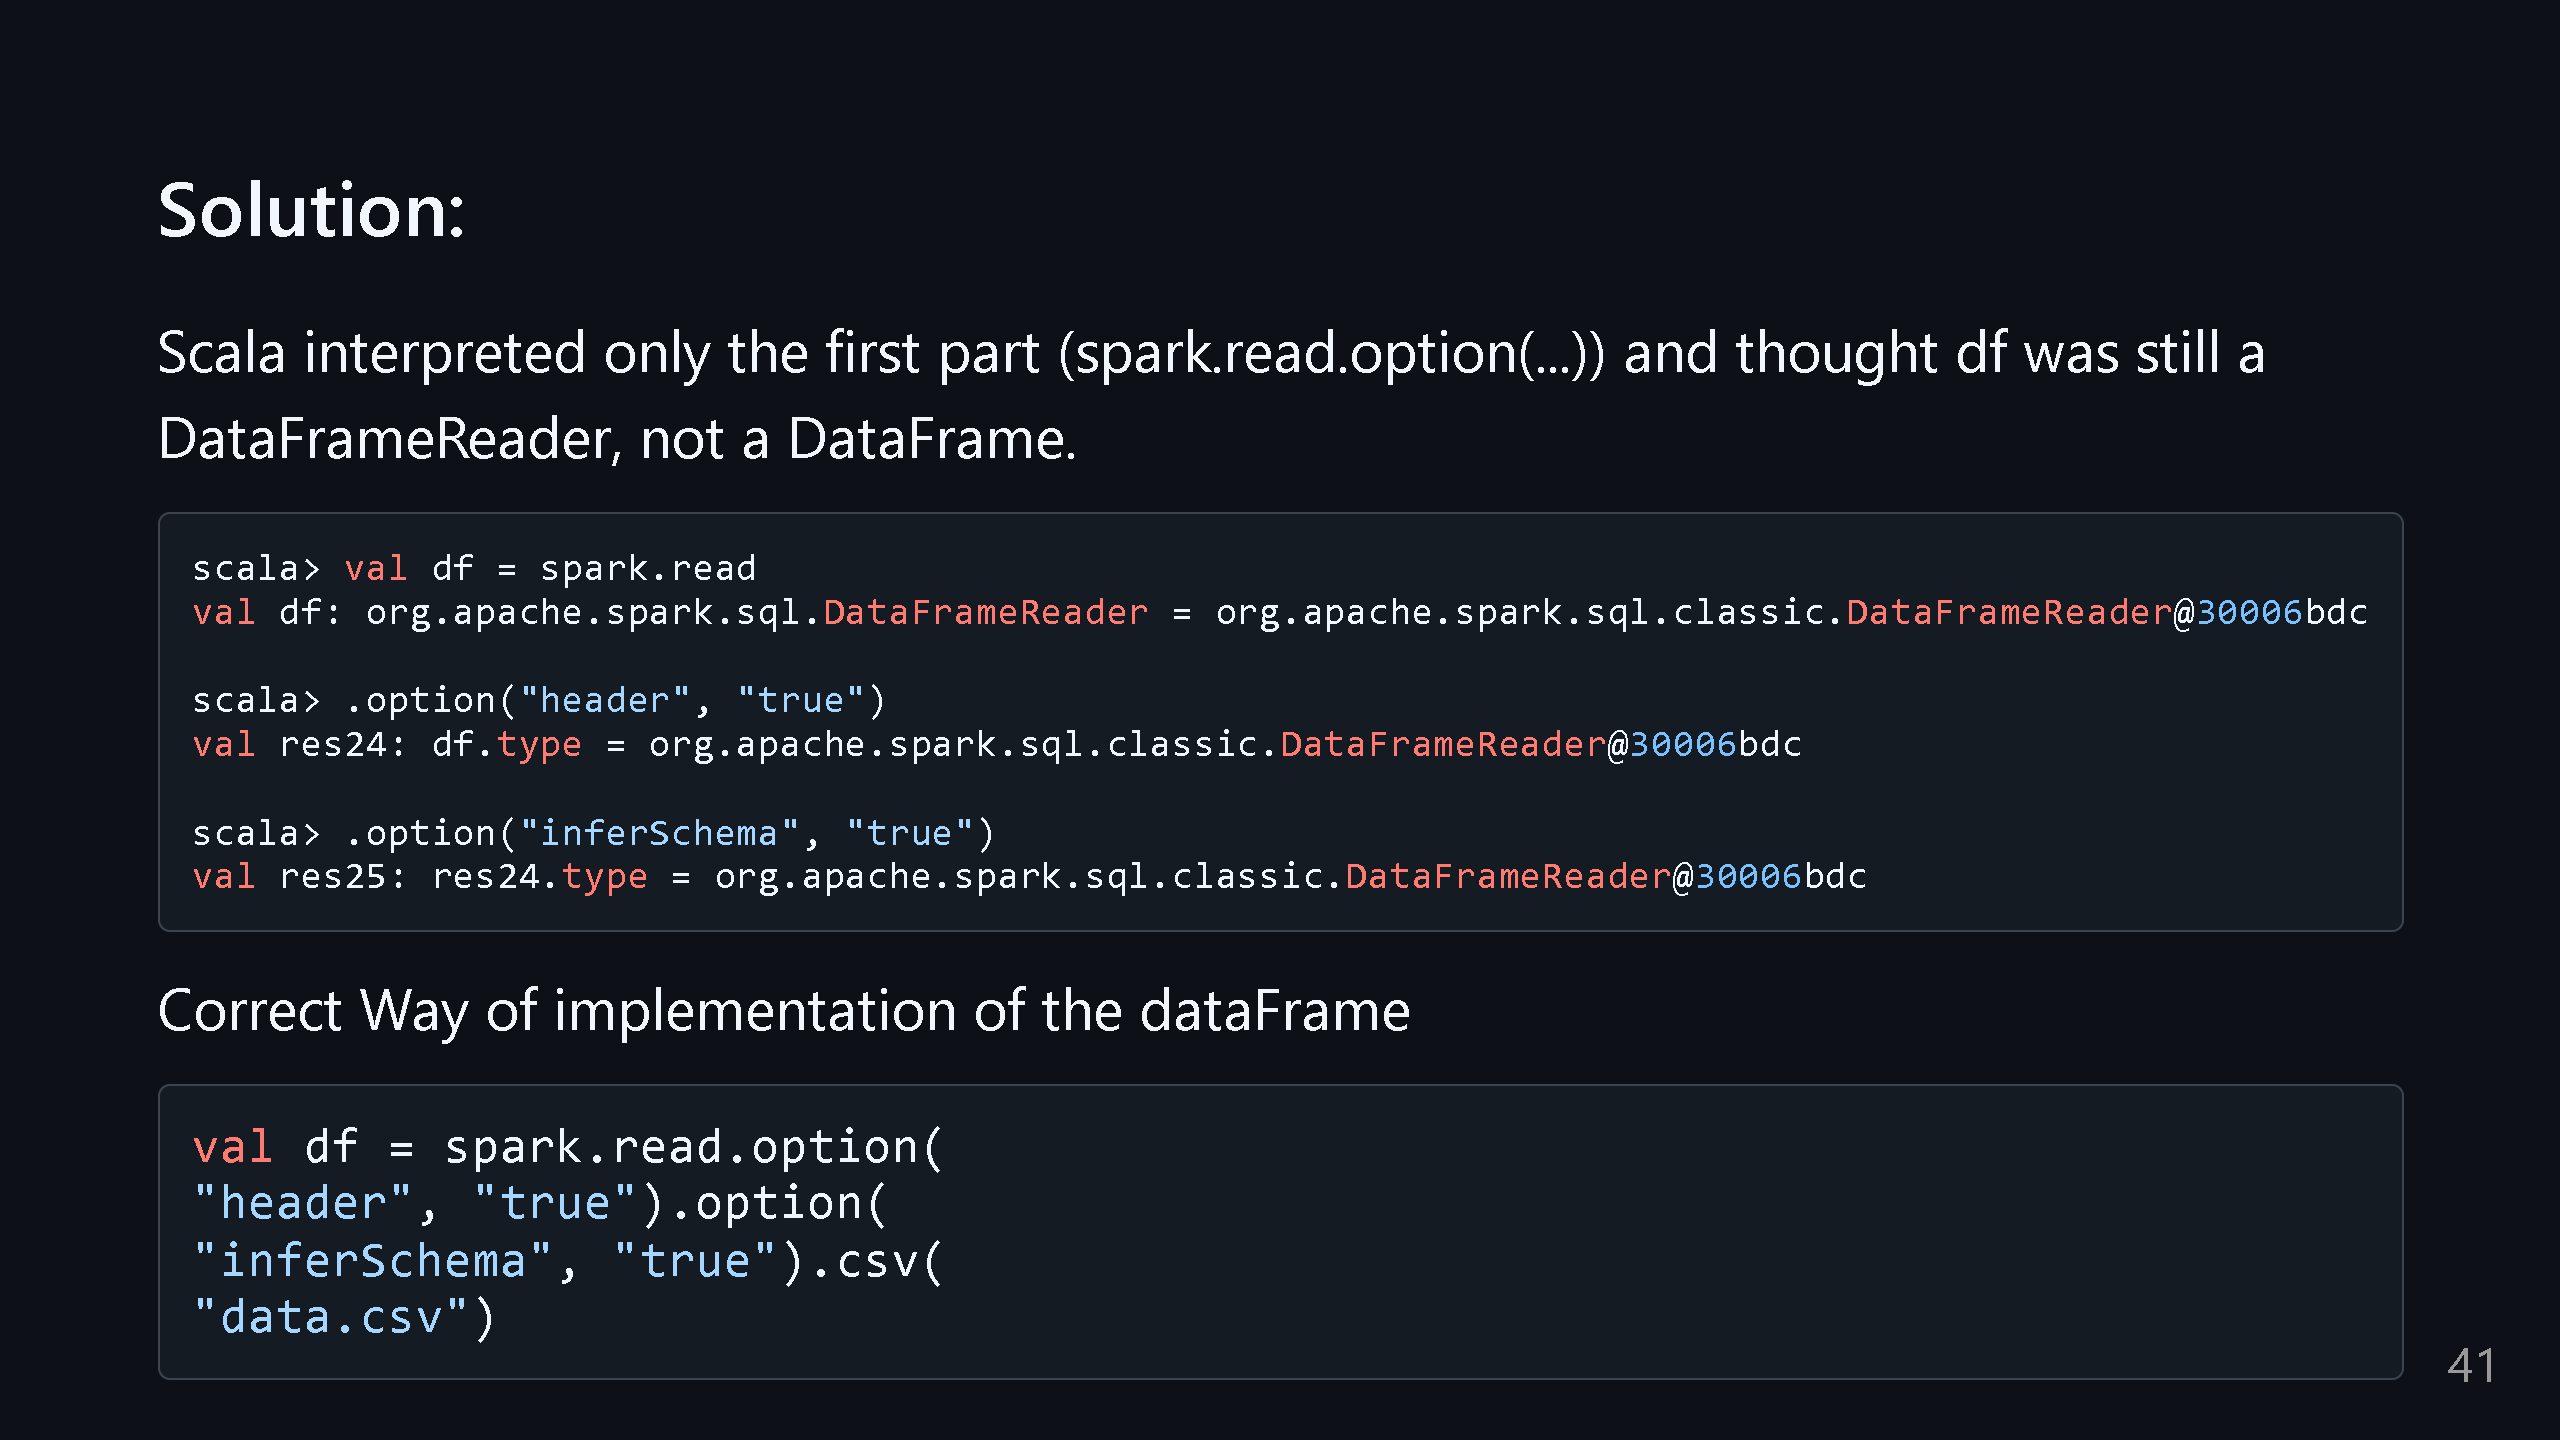 Solution:
Scala interpreted only the first part (spark.read.option(...)) and thought df was still a
DataFrameReader, not a DataFrame.
scala> val df = spark.read
val df: org.apache.spark.sql.DataFrameReader = org.apache.spark.sql.classic.DataFrameReader@30006bdc
scala> .option("header", "true")
val res24: df.type = org.apache.spark.sql.classic.DataFrameReader@30006bdc
scala> .option("inferSchema", "true")
val res25: res24.type = org.apache.spark.sql.classic.DataFrameReader@30006bdc
Correct Way of implementation of the dataFrame
val df = spark.read.option(
"header", "true").option(
"inferSchema", "true").csv(
"data.csv")
41